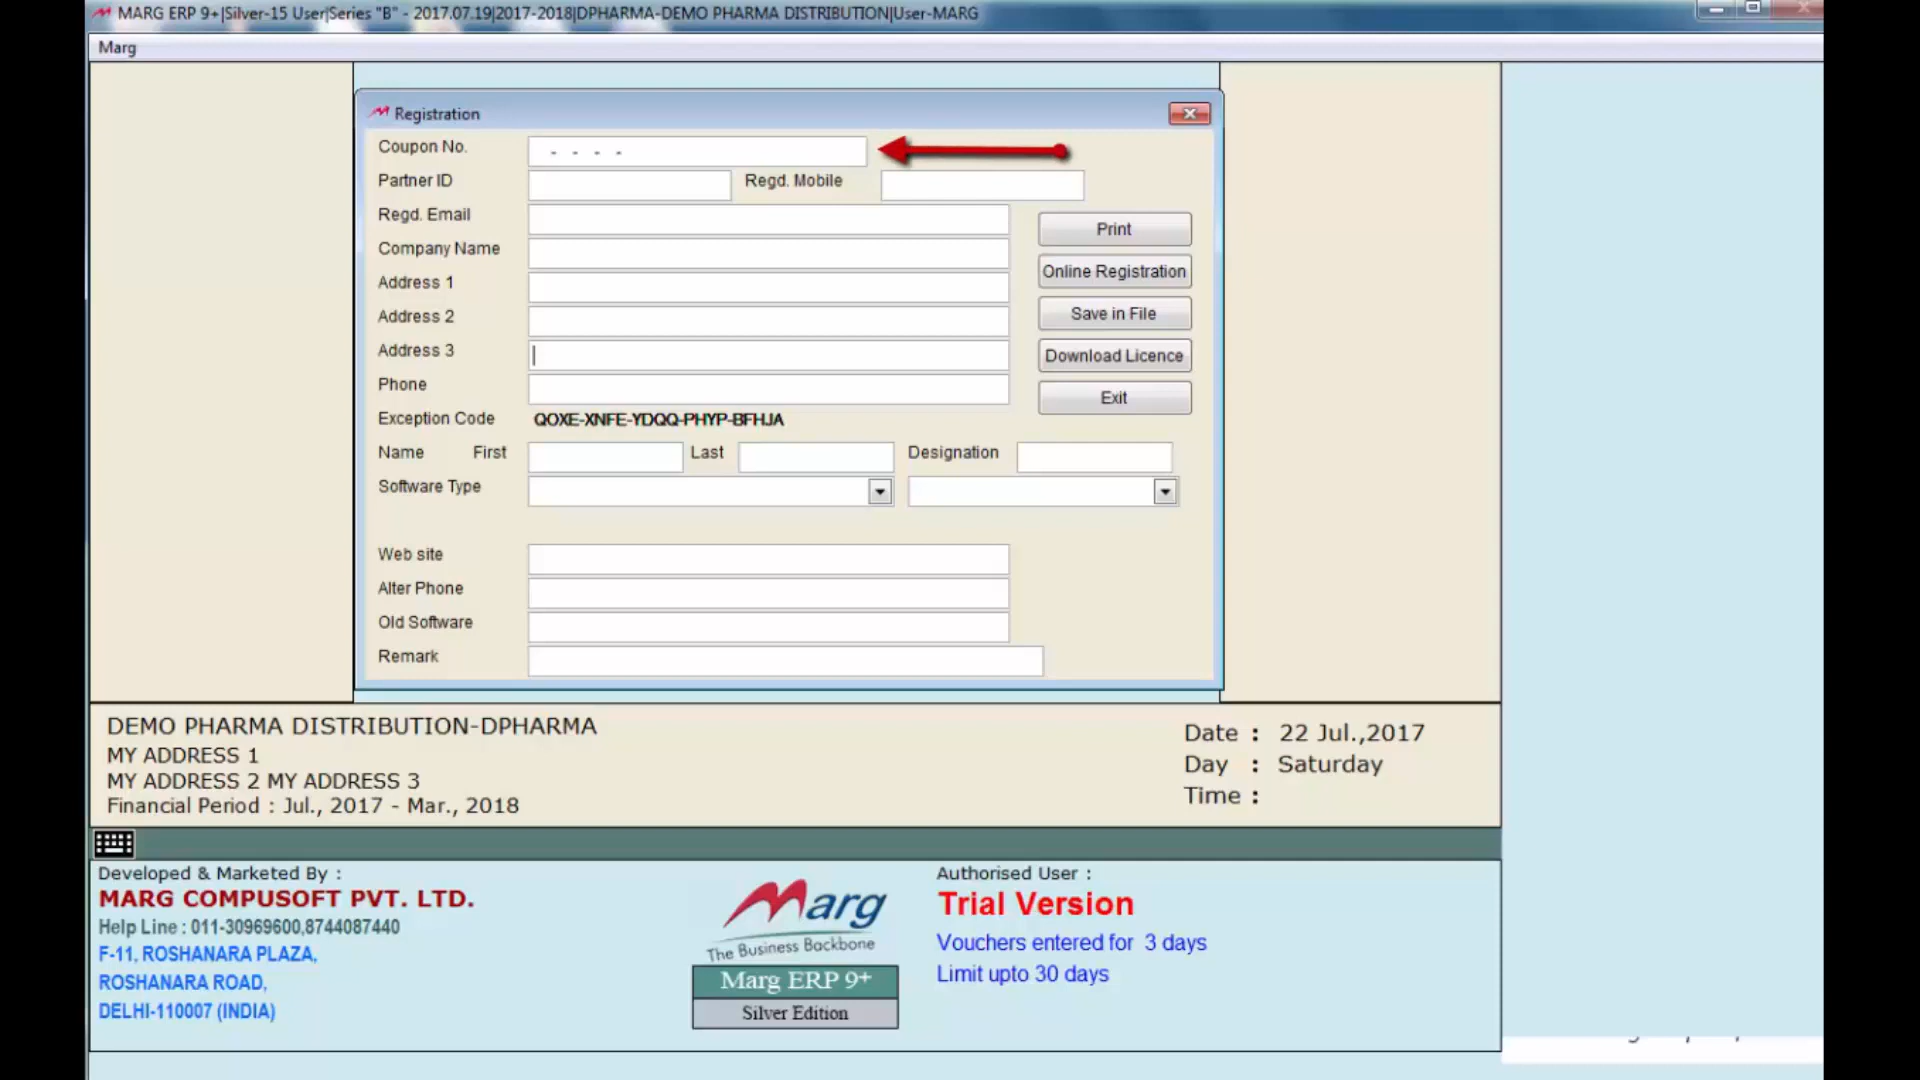 MARG ERP 9+|Silver-15 User|Series "B" - 2017.07.19|2017-2018|DPHARMA-DEMO PHARMA DISTRIBUTION|User-MARG
Marg
Registration
Coupon No. - - - -
Partner ID Regd. Mobile
Regd. Email
Print
Company Name
Online Registration
Address 1
Address 2
Save in File
Address 3
Download Licence
Phone
Exit
Exception Code QOXE-XNFE-YDQQ-PHYP-BFHJA
Name First Last Designation
Software Type
Web site
Alter Phone
Old Software
Remark
DEMO PHARMA DISTRIBUTION-DPHARMA
MY ADDRESS 1
MY ADDRESS 2 MY ADDRESS 3
Financial Period : Jul., 2017 - Mar., 2018
Date : 22 Jul.,2017
Day : Saturday
Time :
Developed & Marketed By :
MARG COMPUSOFT PVT. LTD.
Help Line : 011-30969600,8744087440
F-11, ROSHANARA PLAZA,
ROSHANARA ROAD,
DELHI-110007 (INDIA)
Marg
The Business Backbone
Marg ERP 9+
Silver Edition
Authorised User :
Trial Version
Vouchers entered for 3 days
Limit upto 30 days